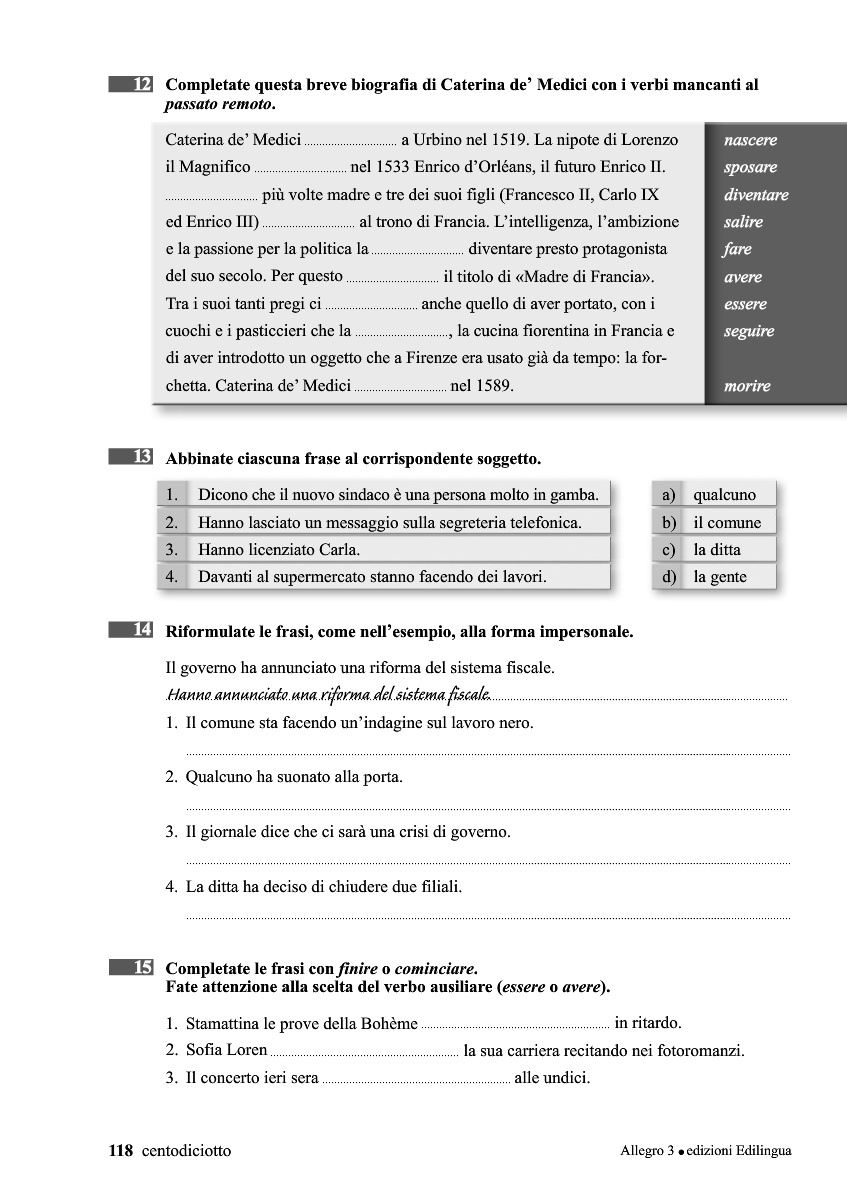 12 Completate questa breve biografia di Caterina de’ Medici con i verbi mancanti al
passato remoto.
Caterina de’ Medici .............................. a Urbino nel 1519. La nipote di Lorenzo nascere
il Magnifico .............................. nel 1533 Enrico d’Orléans, il futuro Enrico II. sposare
.............................. più volte madre e tre dei suoi figli (Francesco II, Carlo IX diventare
ed Enrico III) .............................. al trono di Francia. L’intelligenza, l’ambizione salire
e la passione per la politica la .............................. diventare presto protagonista fare
del suo secolo. Per questo .............................. il titolo di «Madre di Francia». avere
Tra i suoi tanti pregi ci .............................. anche quello di aver portato, con i essere
cuochi e i pasticcieri che la .............................., la cucina fiorentina in Francia e seguire
di aver introdotto un oggetto che a Firenze era usato già da tempo: la for-
chetta. Caterina de’ Medici .............................. nel 1589. morire
13 Abbinate ciascuna frase al corrispondente soggetto.
1. Dicono che il nuovo sindaco è una persona molto in gamba. a) qualcuno
2. Hanno lasciato un messaggio sulla segreteria telefonica. b) il comune
3. Hanno licenziato Carla. c) la ditta
4. Davanti al supermercato stanno facendo dei lavori. d) la gente
14 Riformulate le frasi, come nell’esempio, alla forma impersonale.
Il governo ha annunciato una riforma del sistema fiscale.
Hanno annunciato una riforma del sistema fiscale.
1. Il comune sta facendo un’indagine sul lavoro nero.
2. Qualcuno ha suonato alla porta.
3. Il giornale dice che ci sarà una crisi di governo.
4. La ditta ha deciso di chiudere due filiali.
15 Completate le frasi con finire o cominciare.
Fate attenzione alla scelta del verbo ausiliare (essere o avere).
1. Stamattina le prove della Bohème .............................. in ritardo.
2. Sofia Loren .............................. la sua carriera recitando nei fotoromanzi.
3. Il concerto ieri sera .............................. alle undici.
118 centodiciotto Allegro 3 ● edizioni Edilingua